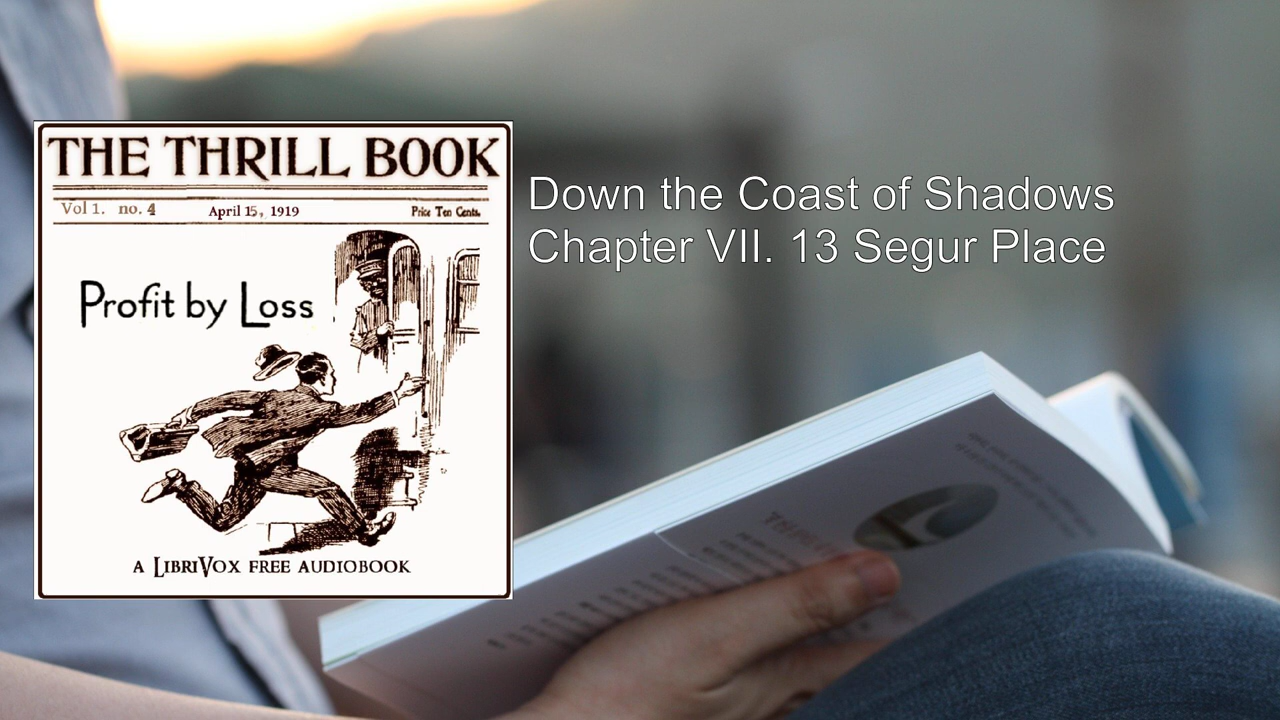 THE THRILL BOOK
Vol 1. no. 4 April 15, 1919 Price Ten Cents.
Profit by Loss
A LIBRIVOX FREE AUDIOBOOK
Down the Coast of Shadows
Chapter VII. 13 Segur Place